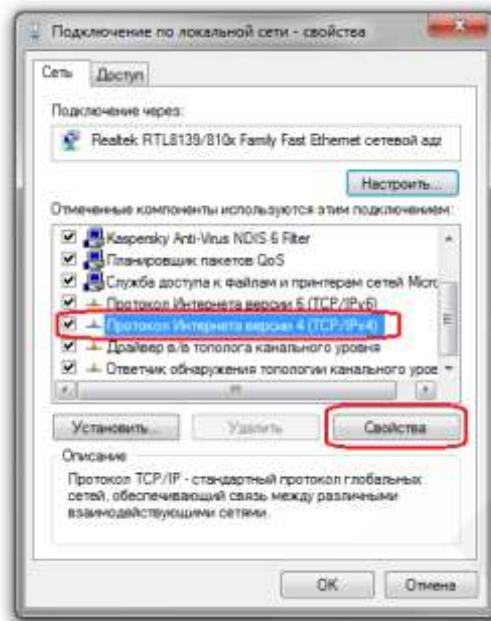 Подключение по локальной сети - свойства
Сеть Доступ
Подключение через:
Realtek RTL8139/810x Family Fast Ethernet сетевой ада
Настроить...
Отмеченные компоненты используются этим подключением:
Kaspersky Anti-Virus NDIS 6 Filter
Планировщик пакетов QoS
Служба доступа к файлам и принтерам сетей Micro
Протокол Интернета версии 6 (TCP/IPv6)
Протокол Интернета версии 4 (TCP/IPv4)
Драйвер в/в тополога канального уровня
Ответчик обнаружения топологии канального уров
Установить... Удалить Свойства
Описание
Протокол TCP/IP - стандартный протокол глобальных
сетей, обеспечивающий связь между различными
взаимодействующими сетями.
OK Отмена